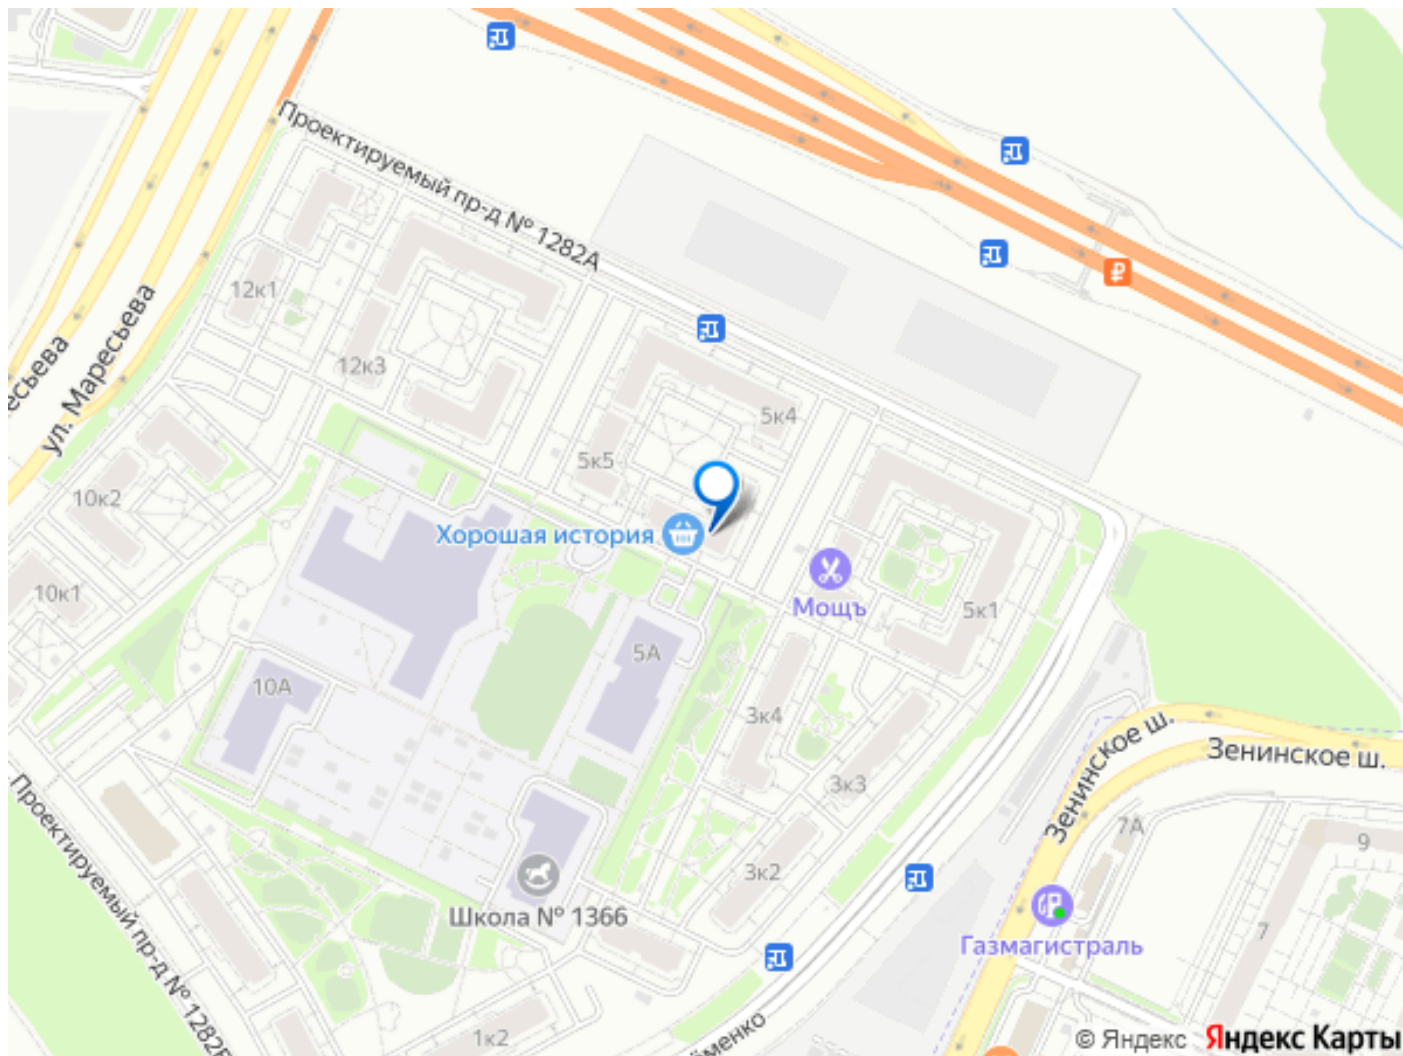 Проектируемый пр-д № 1282А
12к1
ул. Маресьева
12к3
5к4
5к5
10к2
Хорошая история
Мощъ
10к1
5к1
5А
10А
3к4
Зенинское ш.
Зенинское ш.
3к3
7А
9
3к2
Проектируемый пр-д № 1282
Школа № 1366
7
Газмагистраль
1к2
© Яндекс Яндекс Карты